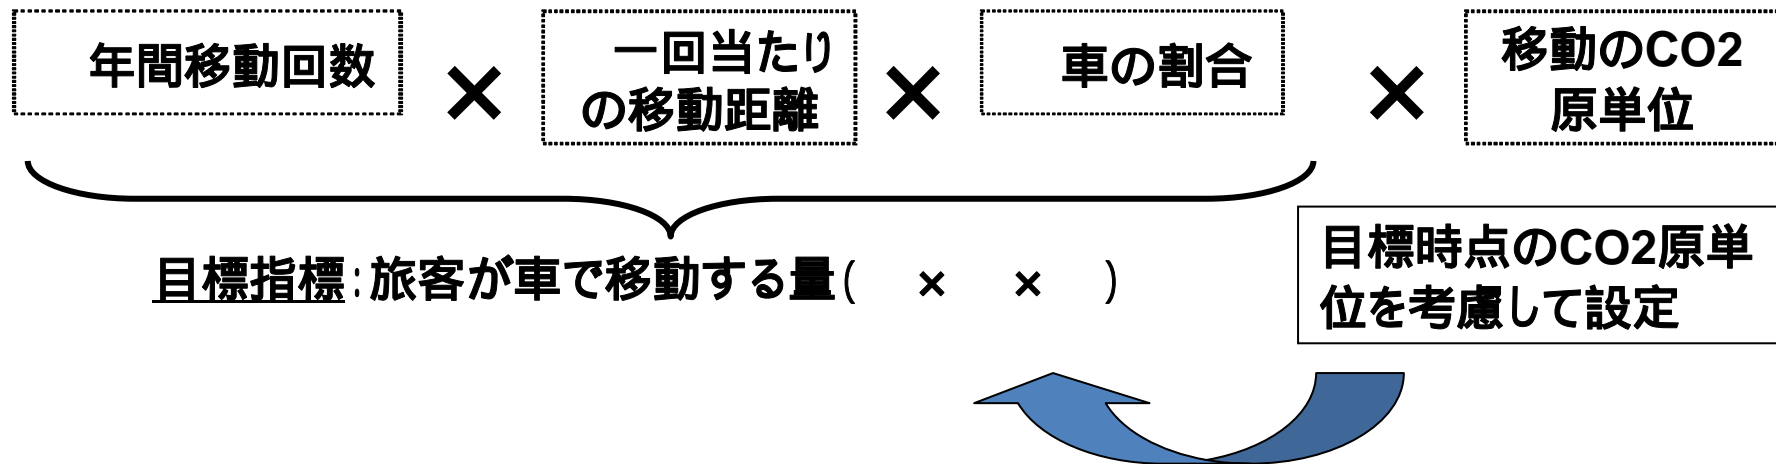 年間移動回数
×
一回当たり
の移動距離
×
車の割合
×
移動のCO2
原単位
目標指標:旅客が車で移動する量(　×　×　)
目標時点のCO2原単
位を考慮して設定